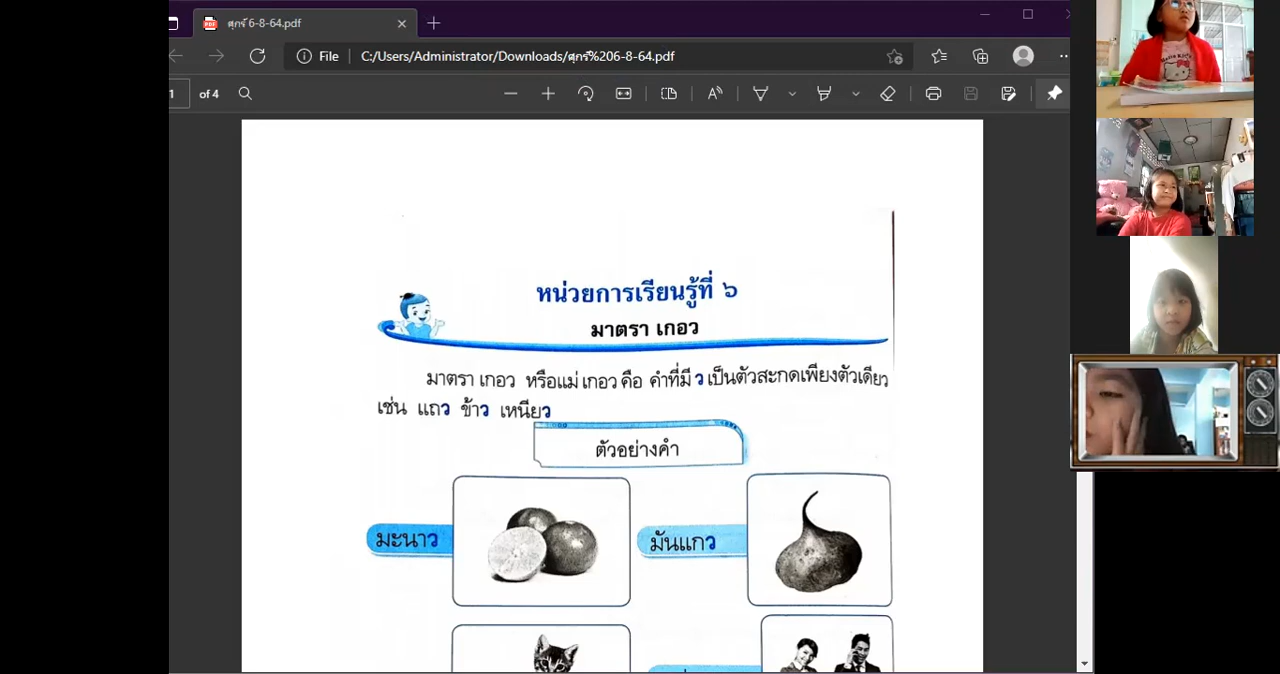 ศุกร์ 6-8-64.pdf
File
C:/Users/Administrator/Downloads/ศุกร์%206-8-64.pdf
1 of 4
หน่วยการเรียนรู้ที่ ๖
มาตรา เกอว
มาตรา เกอว หรือแม่ เกอว คือ คำที่มี ว เป็นตัวสะกดเพียงตัวเดียว
เช่น แถว ข้าว เหนียว
ตัวอย่างคำ
มะนาว
มันแกว